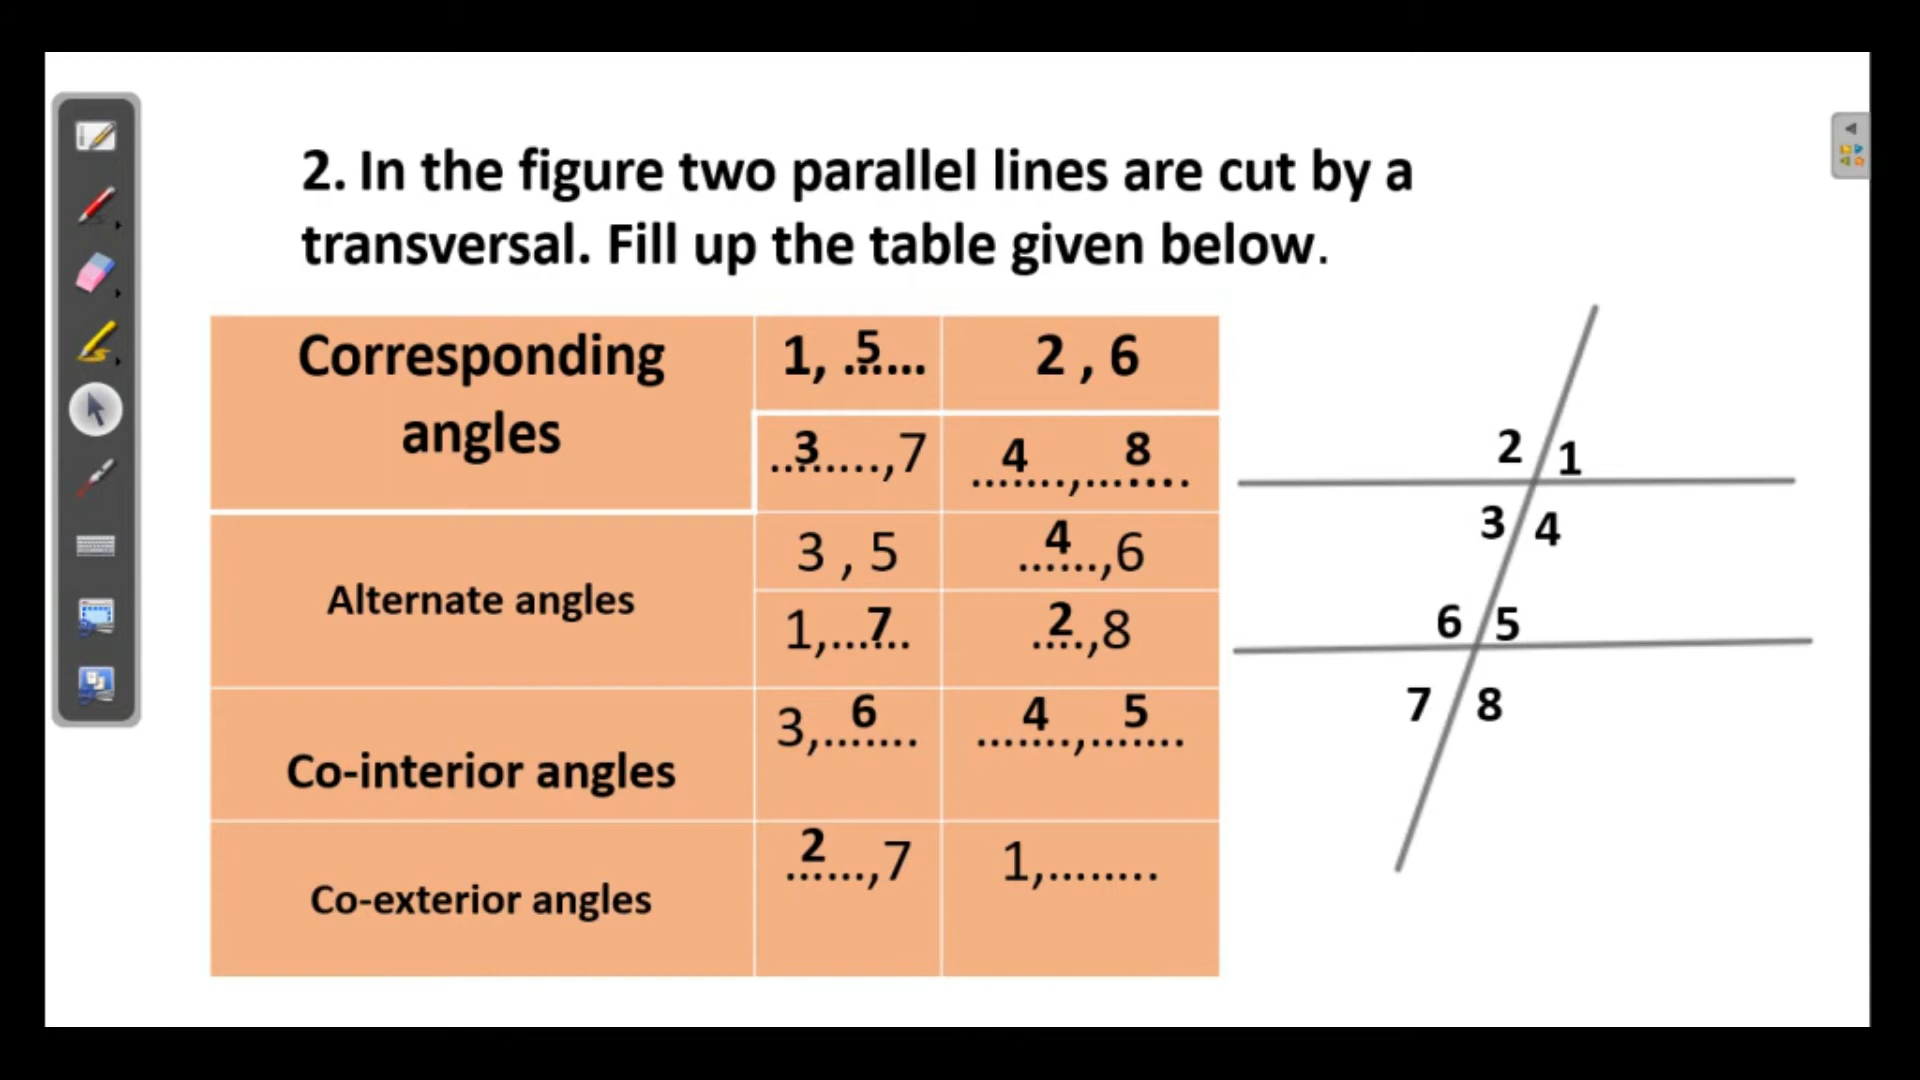 2. In the figure two parallel lines are cut by a
transversal. Fill up the table given below.
Corresponding
angles
1, ..5....
2 , 6
...3.....,7
...4....,...8....
Alternate angles
3 , 5
...4...,6
1,...7...
..2..,8
Co-interior angles
3,...6....
...4....,...5....
Co-exterior angles
..2....,7
1,........
2 1
3 4
6 5
7 8